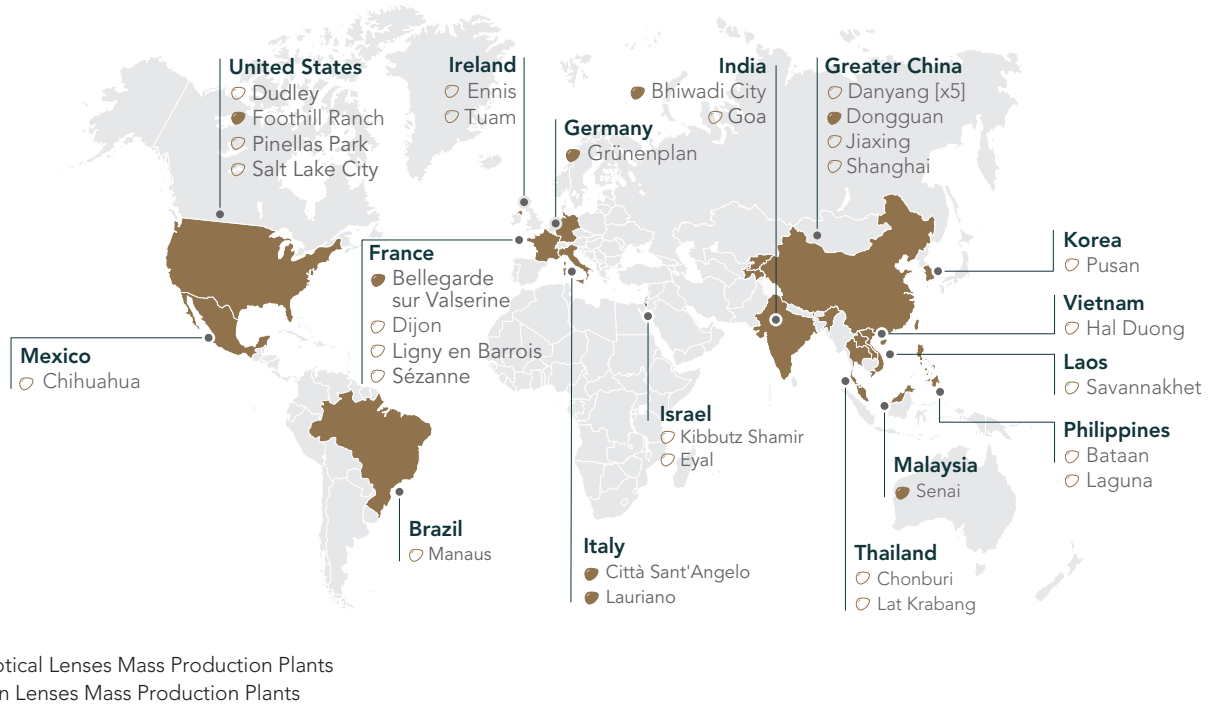 United States
Dudley
Foothill Ranch
Pinellas Park
Salt Lake City
Ireland
Ennis
Tuam
Germany
Grünenplan
India
Bhiwadi City
Goa
Greater China
Danyang [x5]
Dongguan
Jiaxing
Shanghai
France
Bellegarde
sur Valserine
Dijon
Ligny en Barrois
Sézanne
Korea
Pusan
Vietnam
Hal Duong
Laos
Savannakhet
Mexico
Chihuahua
Israel
Kibbutz Shamir
Eyal
Philippines
Bataan
Laguna
Malaysia
Senai
Brazil
Manaus
Italy
Città Sant'Angelo
Lauriano
Thailand
Chonburi
Lat Krabang
ptical Lenses Mass Production Plants
n Lenses Mass Production Plants